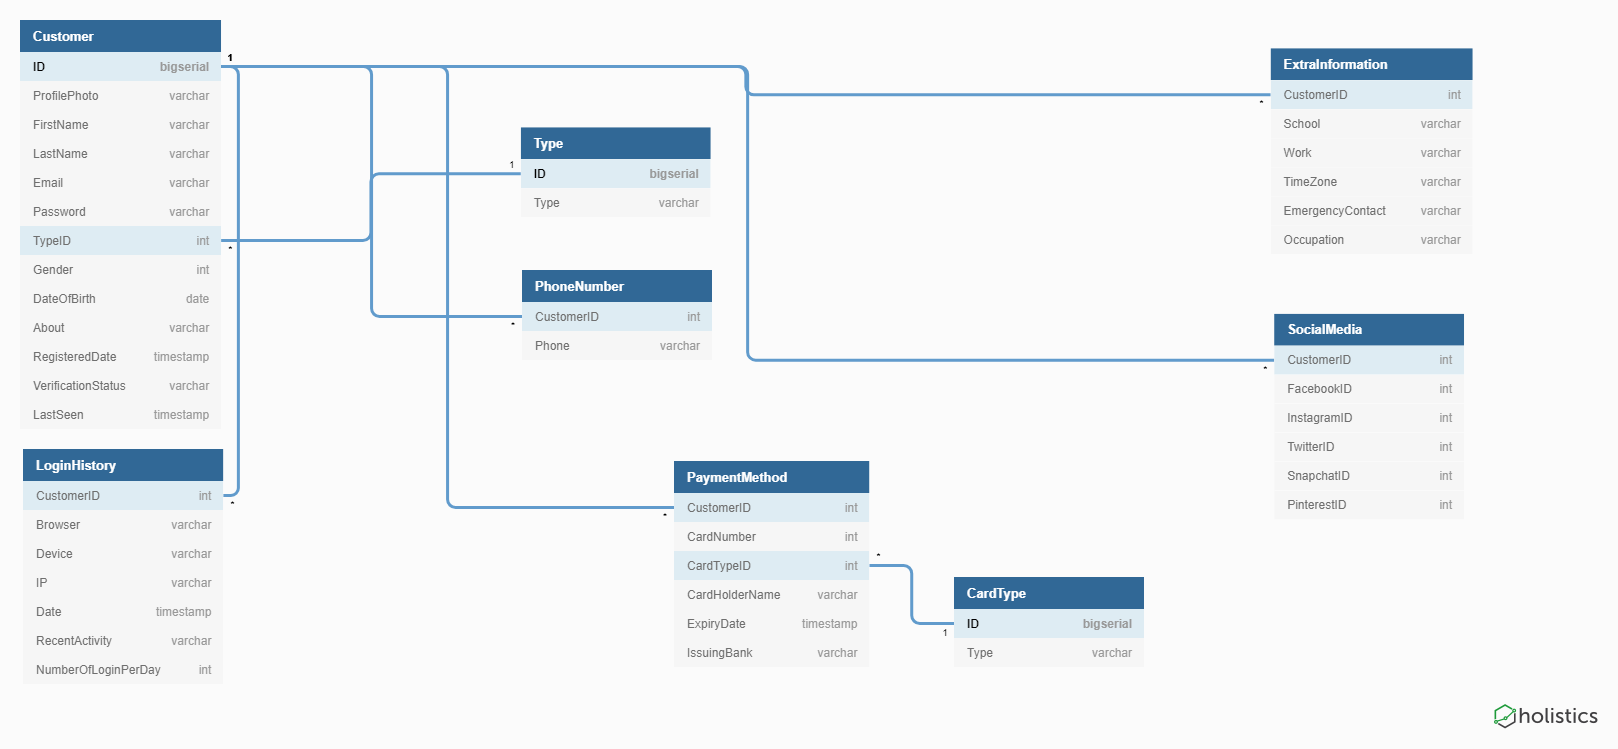 Customer
ID bigserial
ProfilePhoto varchar
FirstName varchar
LastName varchar
Email varchar
Password varchar
TypeID int
Gender int
DateOfBirth date
About varchar
RegisteredDate timestamp
VerificationStatus varchar
LastSeen timestamp
1
*
LoginHistory
CustomerID int
Browser varchar
Device varchar
IP varchar
Date timestamp
RecentActivity varchar
NumberOfLoginPerDay int
*
Type
1
ID bigserial
Type varchar
PhoneNumber
CustomerID int
*
Phone varchar
PaymentMethod
CustomerID int
*
CardNumber int
CardTypeID int
*
CardHolderName varchar
ExpiryDate timestamp
IssuingBank varchar
CardType
ID bigserial
1
Type varchar
ExtraInformation
CustomerID int
*
School varchar
Work varchar
TimeZone varchar
EmergencyContact varchar
Occupation varchar
SocialMedia
CustomerID int
*
FacebookID int
InstagramID int
TwitterID int
SnapchatID int
PinterestID int
holistics